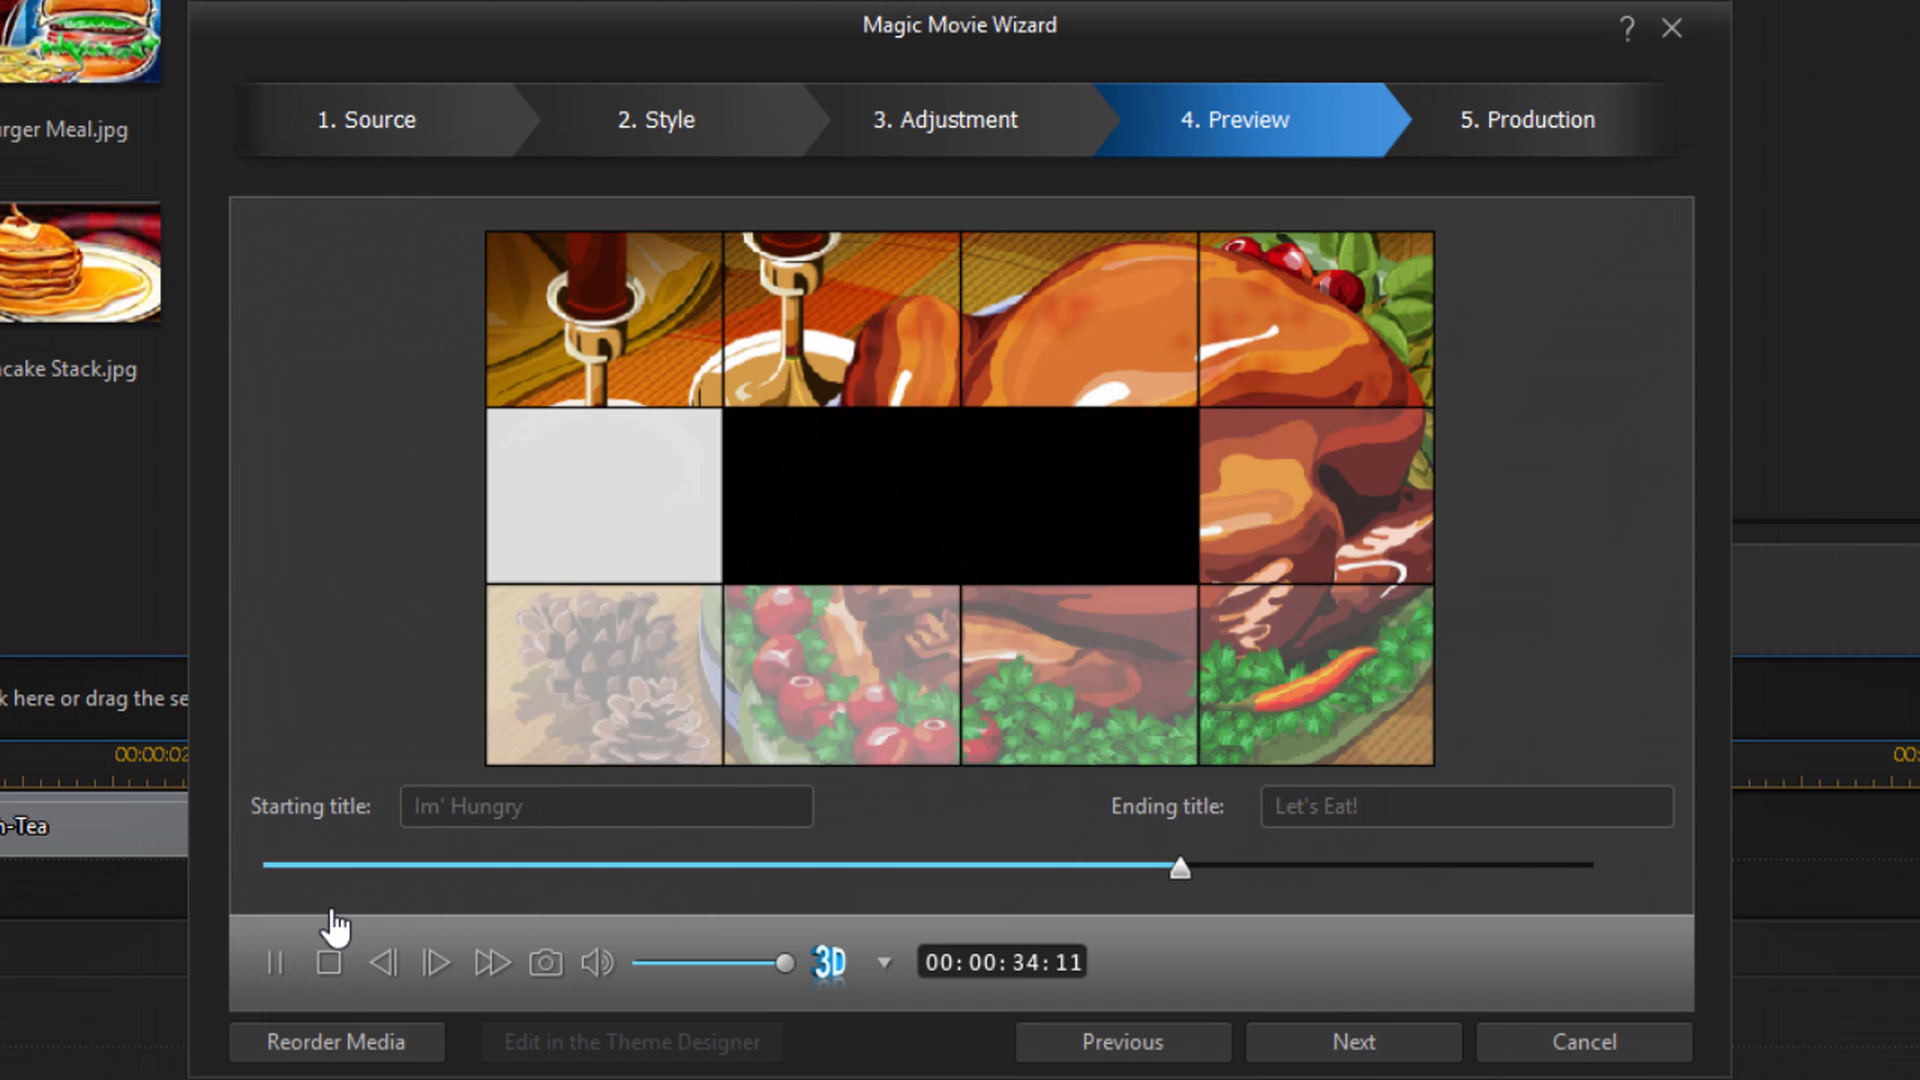 Magic Movie Wizard
?
1. Source
2. Style
3. Adjustment
4. Preview
5. Production
urger Meal.jpg
ncake Stack.jpg
k here or drag the se
00:00:02
00:
n-Tea
Starting title:
Im' Hungry
Ending title:
Let's Eat!
3D
00:00:34:11
Reorder Media
Edit in the Theme Designer
Previous
Next
Cancel